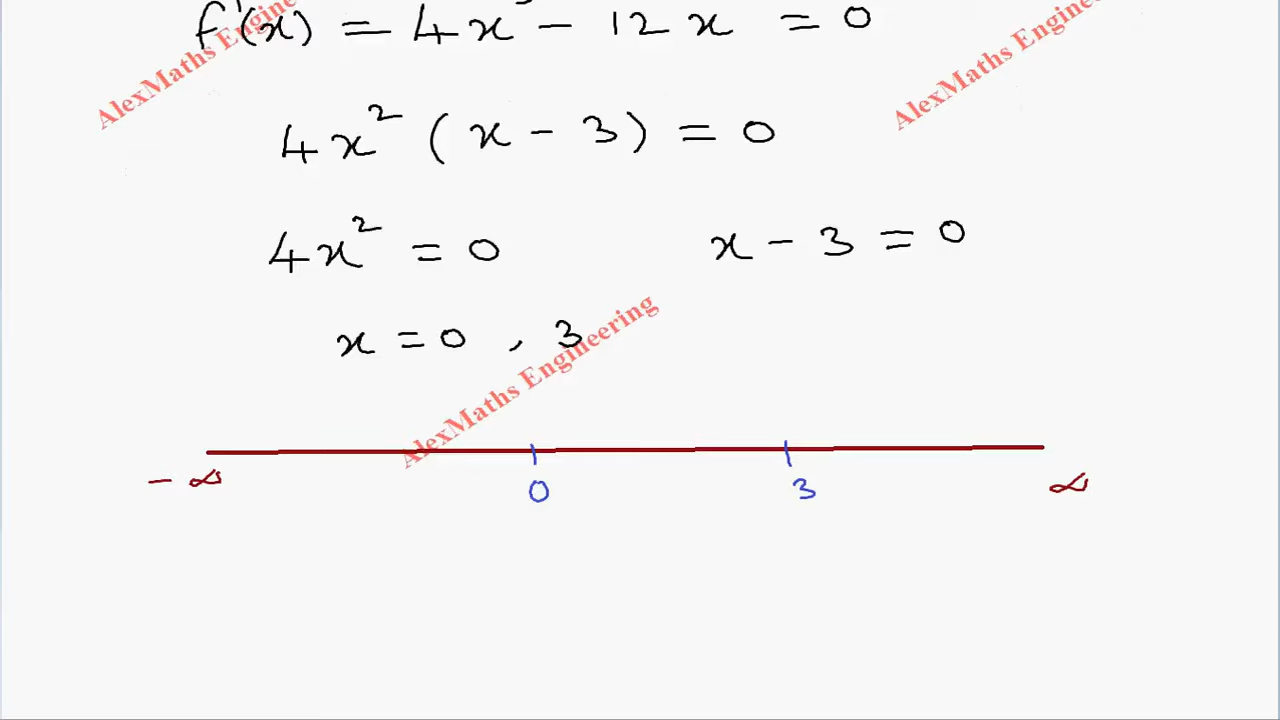 f'(x) = 4x³ - 12x = 0
AlexMaths Engine
AlexMaths Engine
4x² (x - 3) = 0
4x² = 0 x - 3 = 0
x = 0 , 3
AlexMaths Engineering
- ∞ 0 3 ∞